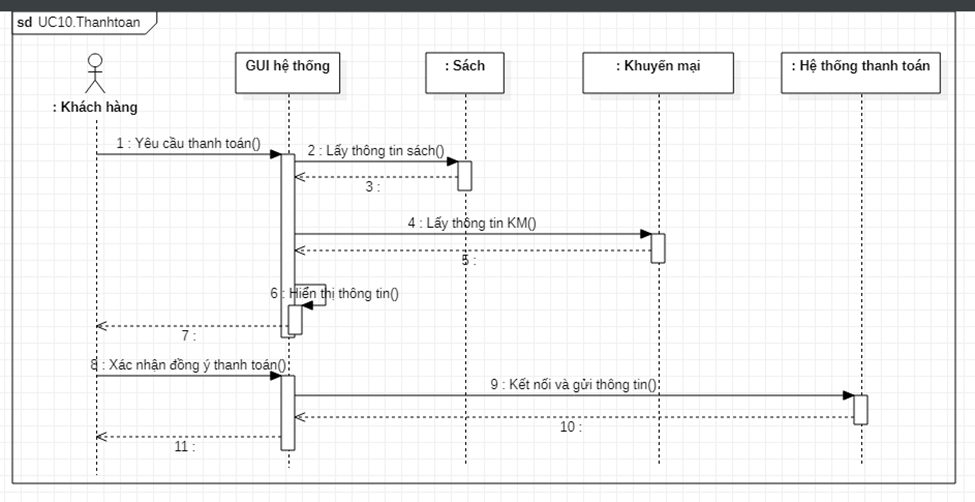 sd UC10.Thanhtoan
GUI hệ thống
: Sách
: Khuyến mại
: Hệ thống thanh toán
: Khách hàng
1 : Yêu cầu thanh toán()
2 : Lấy thông tin sách()
3 :
4 : Lấy thông tin KM()
5 :
6 : Hiển thị thông tin()
7 :
8 : Xác nhận đồng ý thanh toán()
9 : Kết nối và gửi thông tin()
10 :
11 :